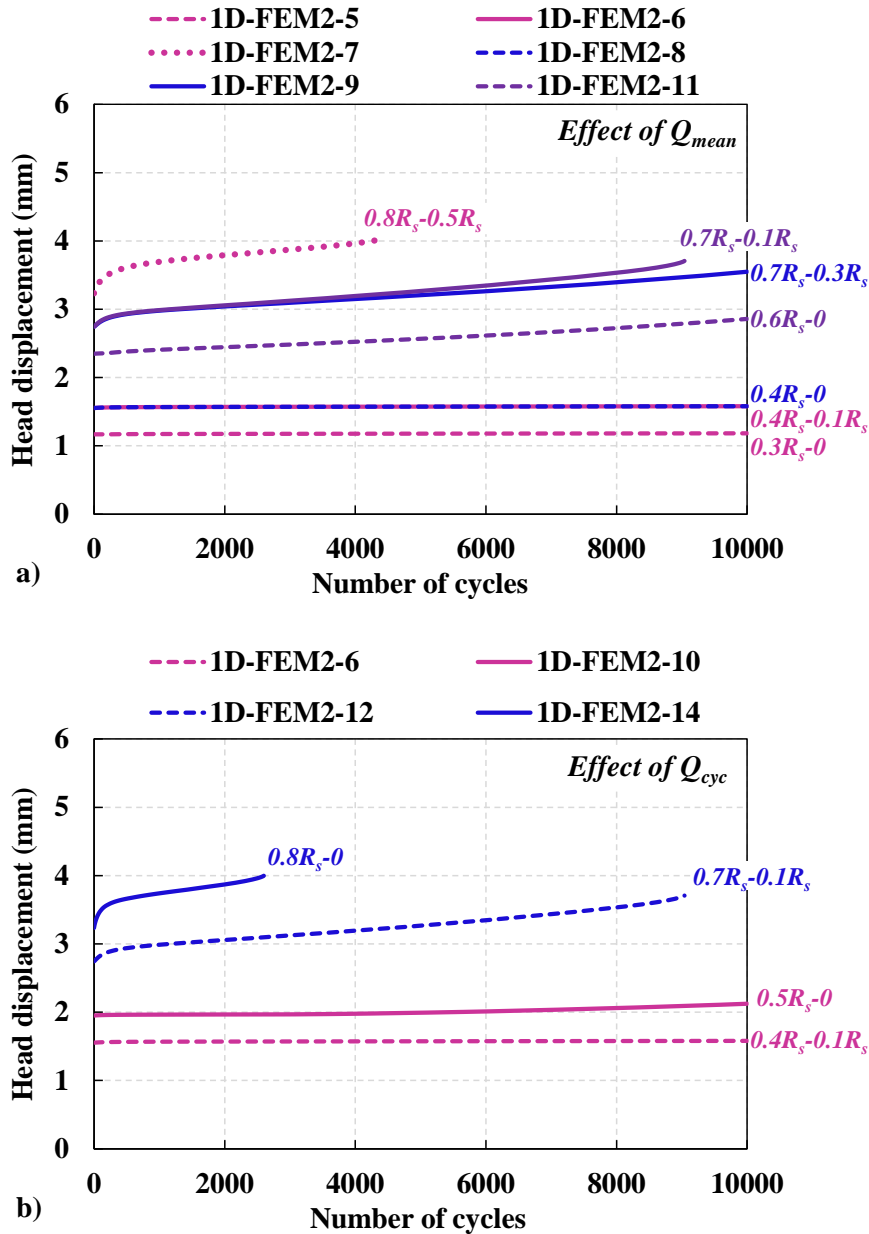 1D-FEM2-5 1D-FEM2-6
1D-FEM2-7 1D-FEM2-8
1D-FEM2-9 1D-FEM2-11
Effect of Qmean
Head displacement (mm)
6
5
4
3
2
1
0
0.8Rs-0.5Rs
0.7Rs-0.1Rs
0.7Rs-0.3Rs
0.6Rs-0
0.4Rs-0
0.4Rs-0.1Rs
0.3Rs-0
0 2000 4000 6000 8000 10000
Number of cycles
a)
1D-FEM2-6 1D-FEM2-10
1D-FEM2-12 1D-FEM2-14
Effect of Qcyc
Head displacement (mm)
6
5
4
3
2
1
0
0.8Rs-0
0.7Rs-0.1Rs
0.5Rs-0
0.4Rs-0.1Rs
0 2000 4000 6000 8000 10000
Number of cycles
b)